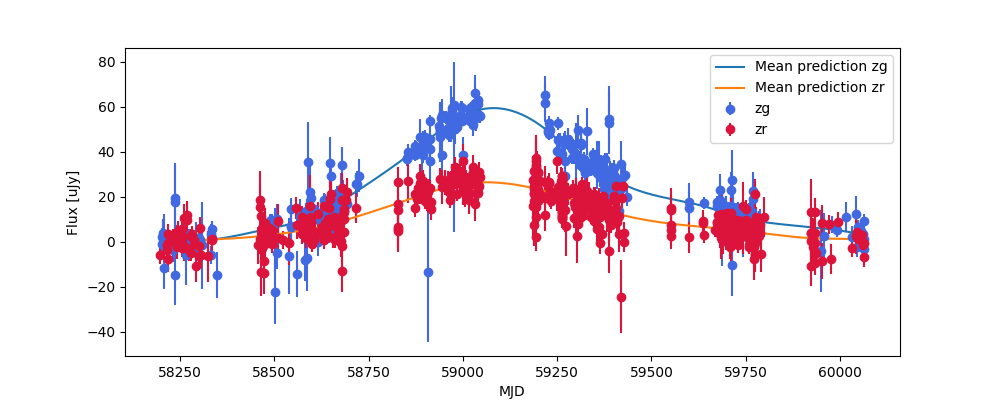 80
60
40
20
0
−20
−40
Flux [uJy]
58250
58500
58750
59000
59250
59500
59750
60000
MJD
Mean prediction zg
Mean prediction zr
zg
zr